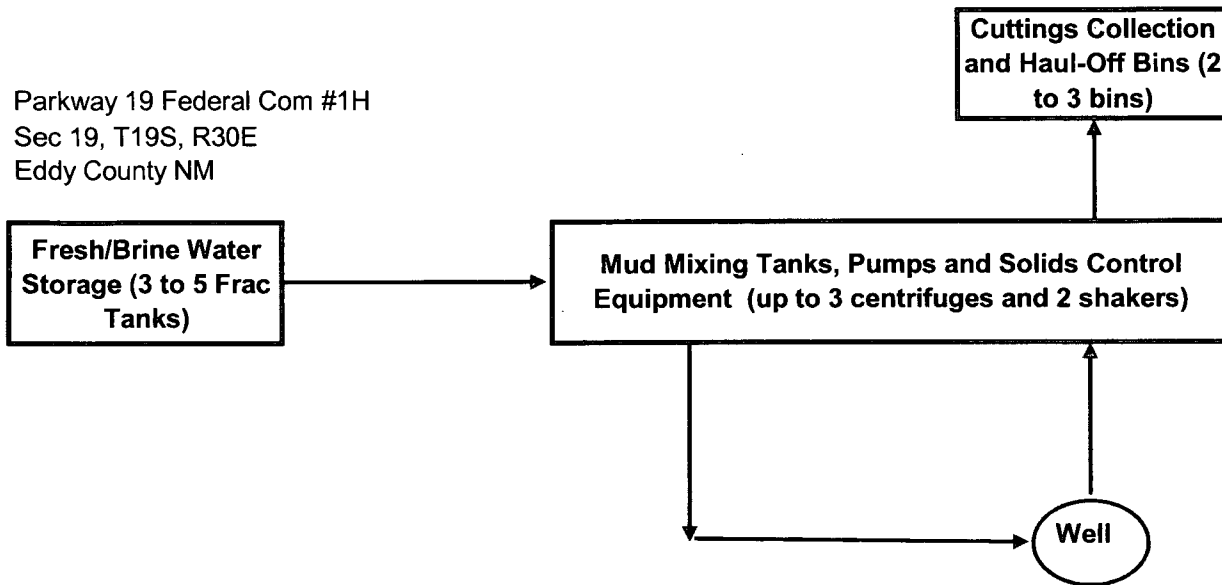 Cuttings Collection
and Haul-Off Bins (2
to 3 bins)
Parkway 19 Federal Com #1H
Sec 19, T19S, R30E
Eddy County NM
Fresh/Brine Water
Storage (3 to 5 Frac
Tanks)
Mud Mixing Tanks, Pumps and Solids Control
Equipment (up to 3 centrifuges and 2 shakers)
Well